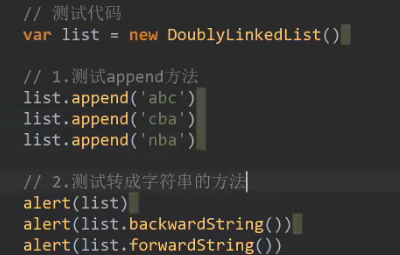 // 测试代码
var list = new DoublyLinkedList()
// 1.测试append方法
list.append('abc')
list.append('cba')
list.append('nba')
// 2.测试转成字符串的方法
alert(list)
alert(list.backwardString())
alert(list.forwardString())